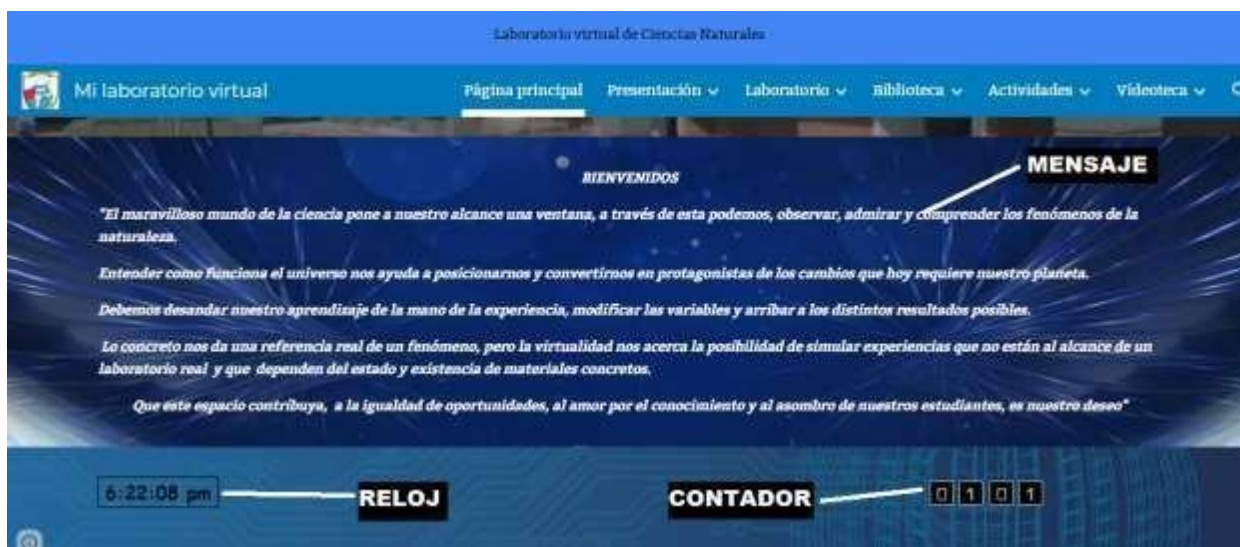 Laboratorio virtual de Ciencias Naturales
Mi laboratorio virtual
Página principal Presentación Laboratorio Biblioteca Actividades Vídeoteca
MENSAJE
BIENVENIDOS
"El maravilloso mundo de la ciencia pone a nuestro alcance una ventana, a través de esta podemos, observar, admirar y comprender los fenómenos de la
naturaleza.
Entender como funciona el universo nos ayuda a posicionarnos y convertirnos en protagonistas de los cambios que hoy requiere nuestro planeta.
Debemos desandar nuestro aprendizaje de la mano de la experiencia, modificar las variables y arribar a los distintos resultados posibles.
Lo concreto nos da una referencia real de un fenómeno, pero la virtualidad nos acerca la posibilidad de simular experiencias que no están al alcance de un
laboratorio real y que dependen del estado y existencia de materiales concretos.
Que este espacio contribuya, a la igualdad de oportunidades, al amor por el conocimiento y al asombro de nuestros estudiantes, es nuestro deseo"
6:22:08 pm RELOJ CONTADOR 0 1 0 1